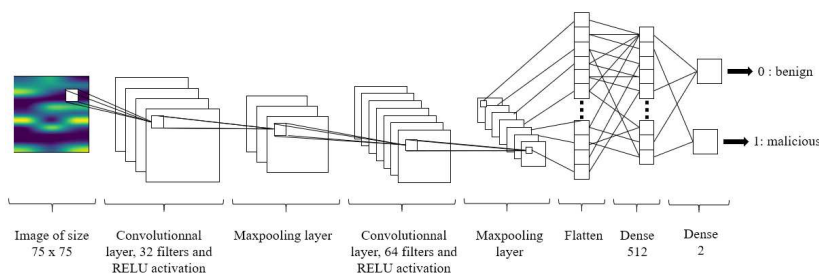 0 : benign
1: malicious
Image of size
75 x 75
Convolutionnal
layer, 32 filters and
RELU activation
Maxpooling layer
Convolutionnal
layer, 64 filters and
RELU activation
Maxpooling
layer
Flatten
Dense
512
Dense
2